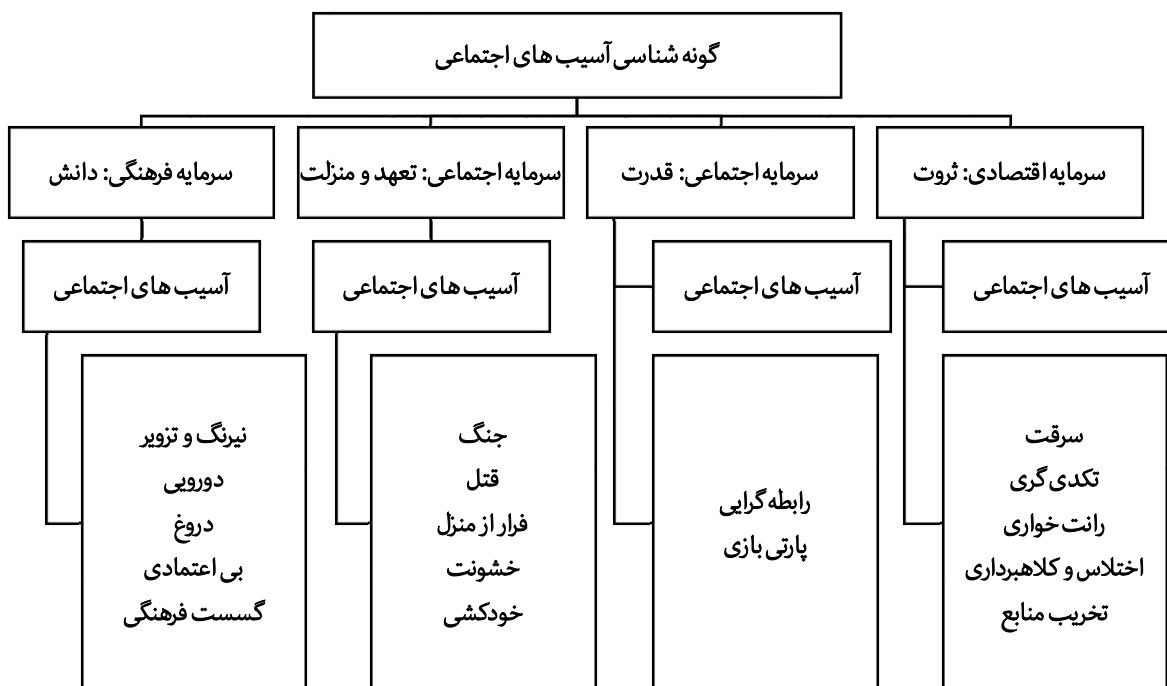 گونه شناسی آسیب های اجتماعی
سرمایه اقتصادی: ثروت
آسیب های اجتماعی
سرقت
تکدی گری
رانت خواری
اختلاس و کلاهبرداری
تخریب منابع
سرمایه اجتماعی: قدرت
آسیب های اجتماعی
رابطه گرایی
پارتی بازی
سرمایه اجتماعی: تعهد و منزلت
آسیب های اجتماعی
جنگ
قتل
فرار از منزل
خشونت
خودکشی
سرمایه فرهنگی: دانش
آسیب های اجتماعی
نیرنگ و تزویر
دورویی
دروغ
بی اعتمادی
گسست فرهنگی